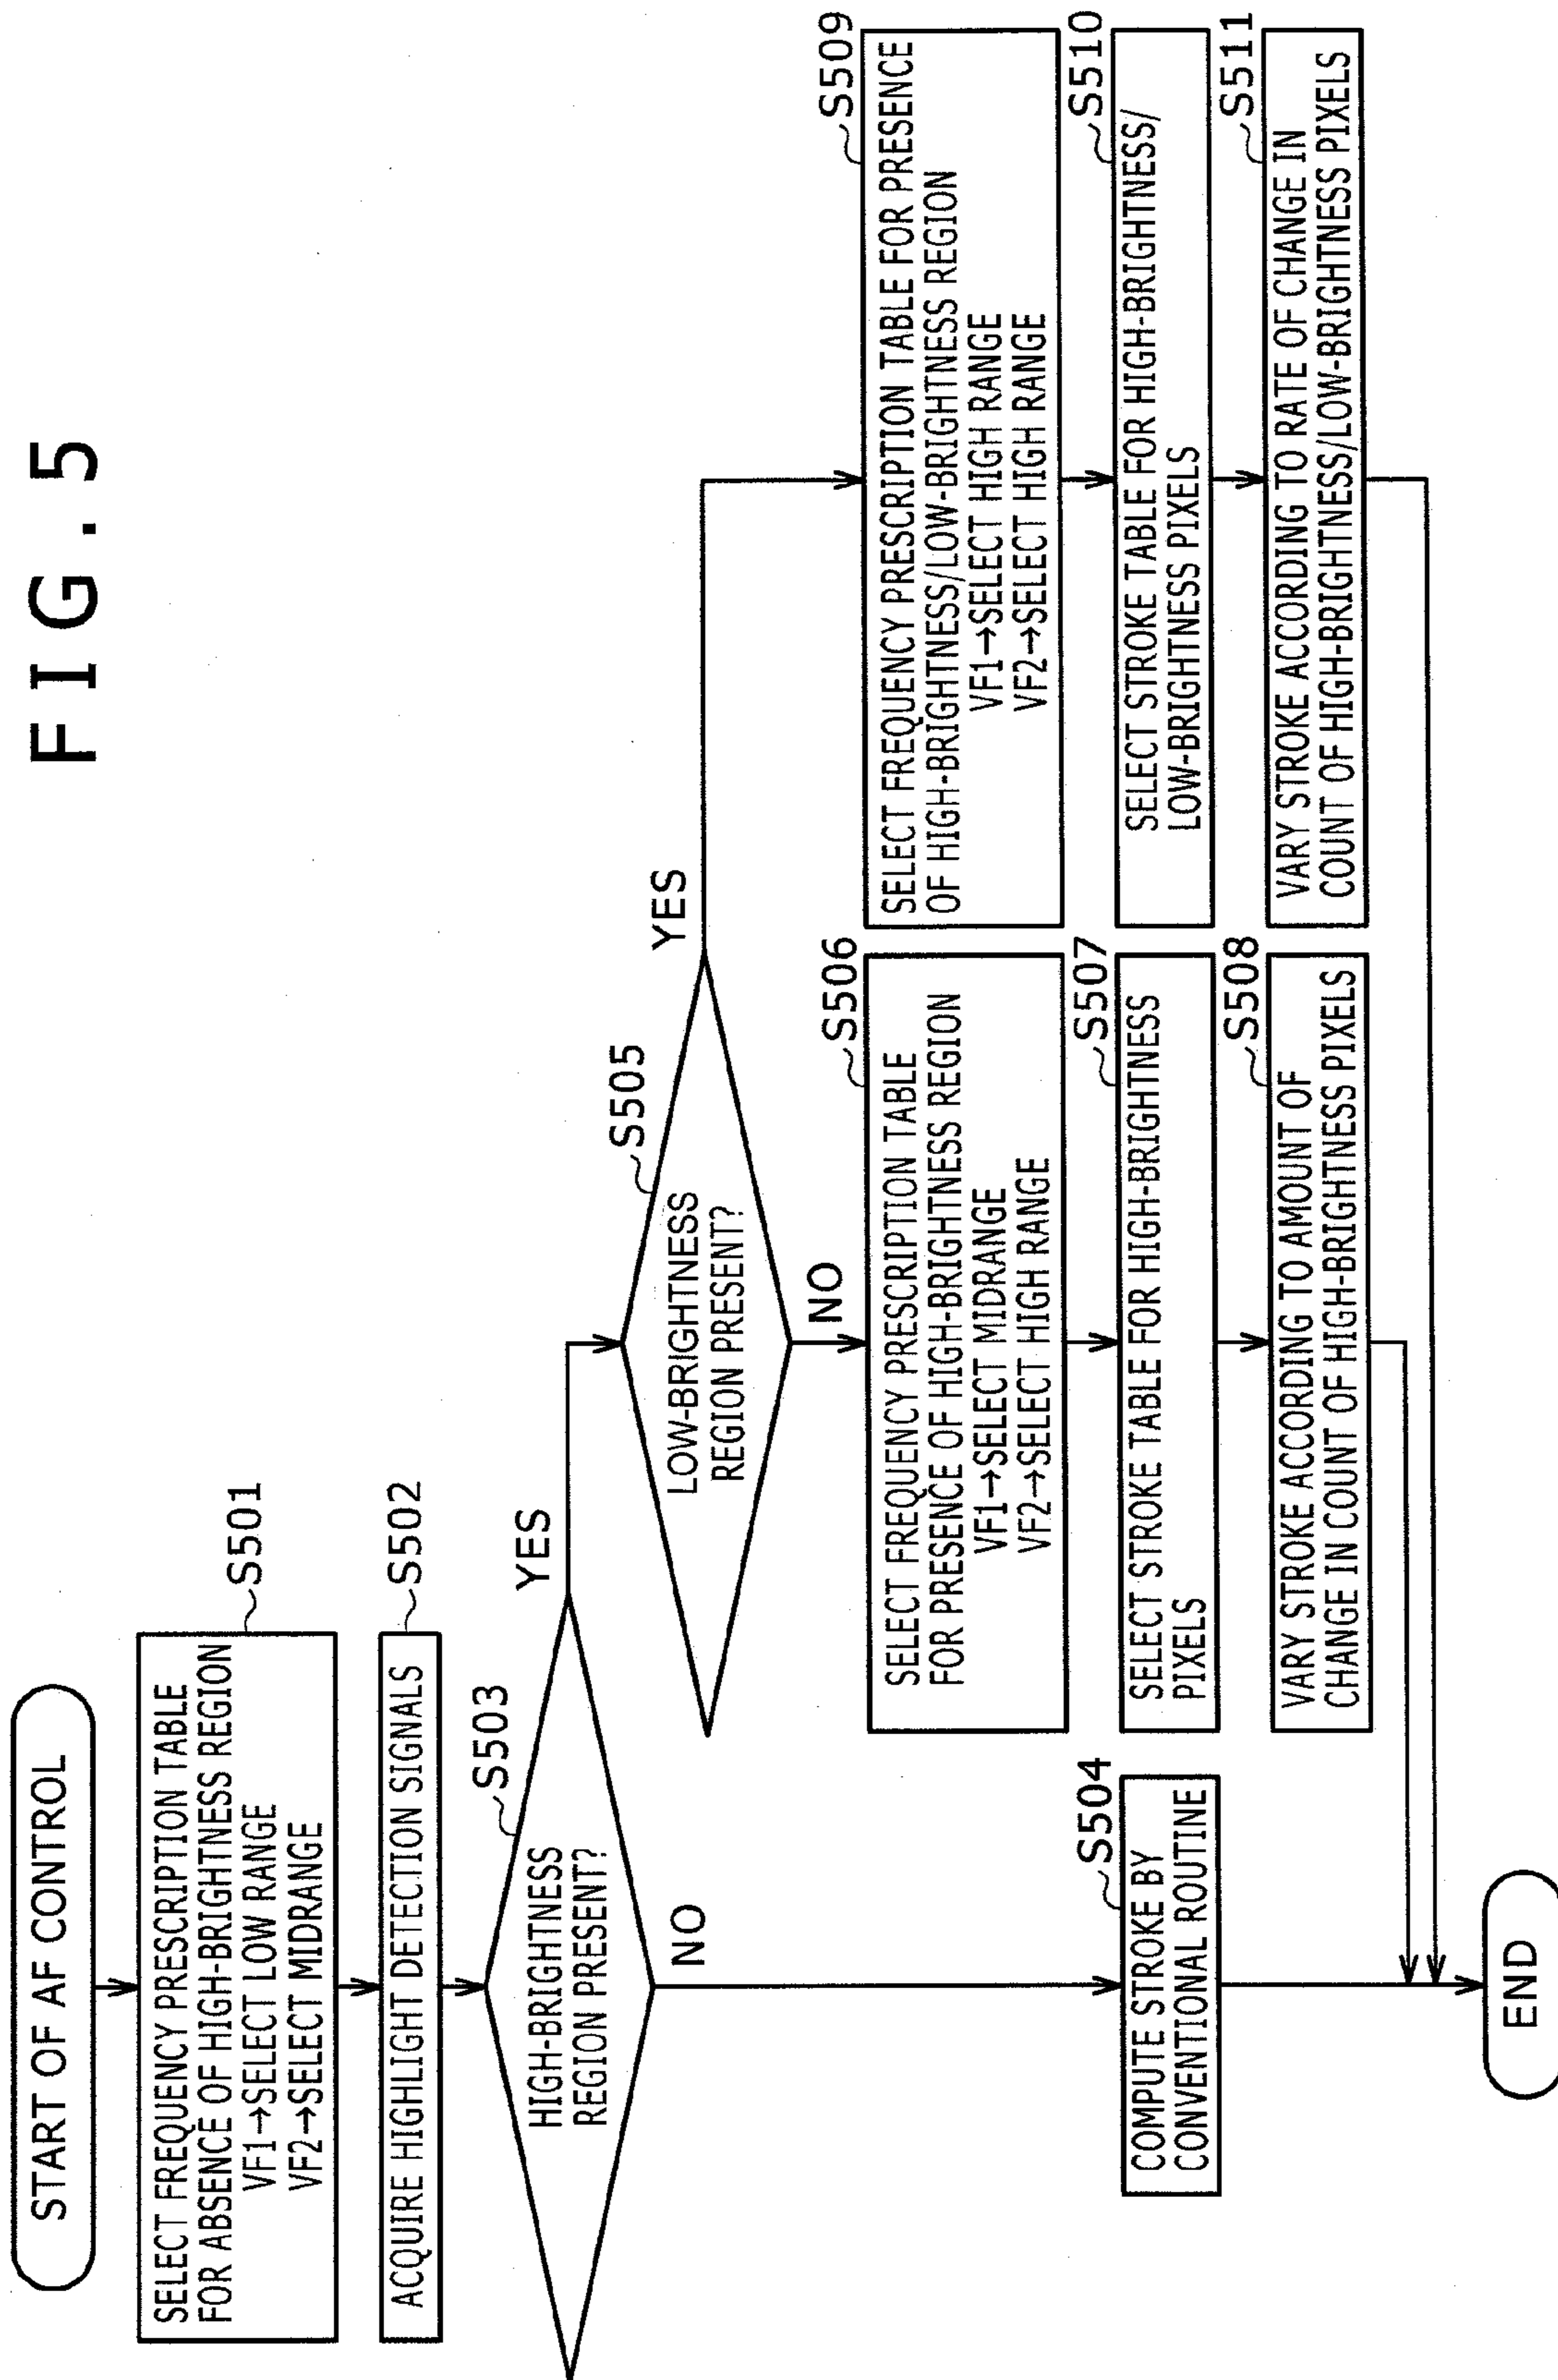 FIG. 5
START OF AF CONTROL
SELECT FREQUENCY PRESCRIPTION TABLE
FOR ABSENCE OF HIGH-BRIGHTNESS REGION
VF1→SELECT LOW RANGE
VF2→SELECT MIDRANGE
S501
ACQUIRE HIGHLIGHT DETECTION SIGNALS
S502
HIGH-BRIGHTNESS
REGION PRESENT?
S503
YES
NO
COMPUTE STROKE BY
CONVENTIONAL ROUTINE
S504
LOW-BRIGHTNESS
REGION PRESENT?
S505
YES
NO
SELECT FREQUENCY PRESCRIPTION TABLE
FOR PRESENCE OF HIGH-BRIGHTNESS REGION
VF1→SELECT MIDRANGE
VF2→SELECT HIGH RANGE
S506
SELECT STROKE TABLE FOR HIGH-BRIGHTNESS
PIXELS
S507
VARY STROKE ACCORDING TO AMOUNT OF
CHANGE IN COUNT OF HIGH-BRIGHTNESS PIXELS
S508
SELECT FREQUENCY PRESCRIPTION TABLE FOR PRESENCE
OF HIGH-BRIGHTNESS/LOW-BRIGHTNESS REGION
VF1→SELECT HIGH RANGE
VF2→SELECT HIGH RANGE
S509
SELECT STROKE TABLE FOR HIGH-BRIGHTNESS/
LOW-BRIGHTNESS PIXELS
S510
VARY STROKE ACCORDING TO RATE OF CHANGE IN
COUNT OF HIGH-BRIGHTNESS/LOW-BRIGHTNESS PIXELS
S511
END